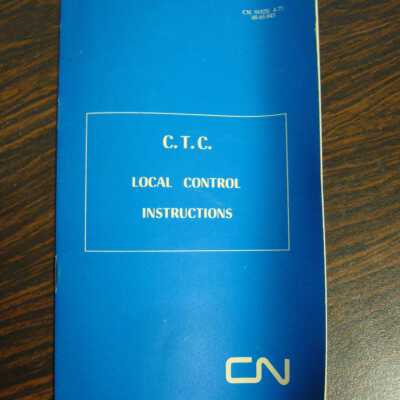 C.T.C.
LOCAL CONTROL
INSTRUCTIONS
CN